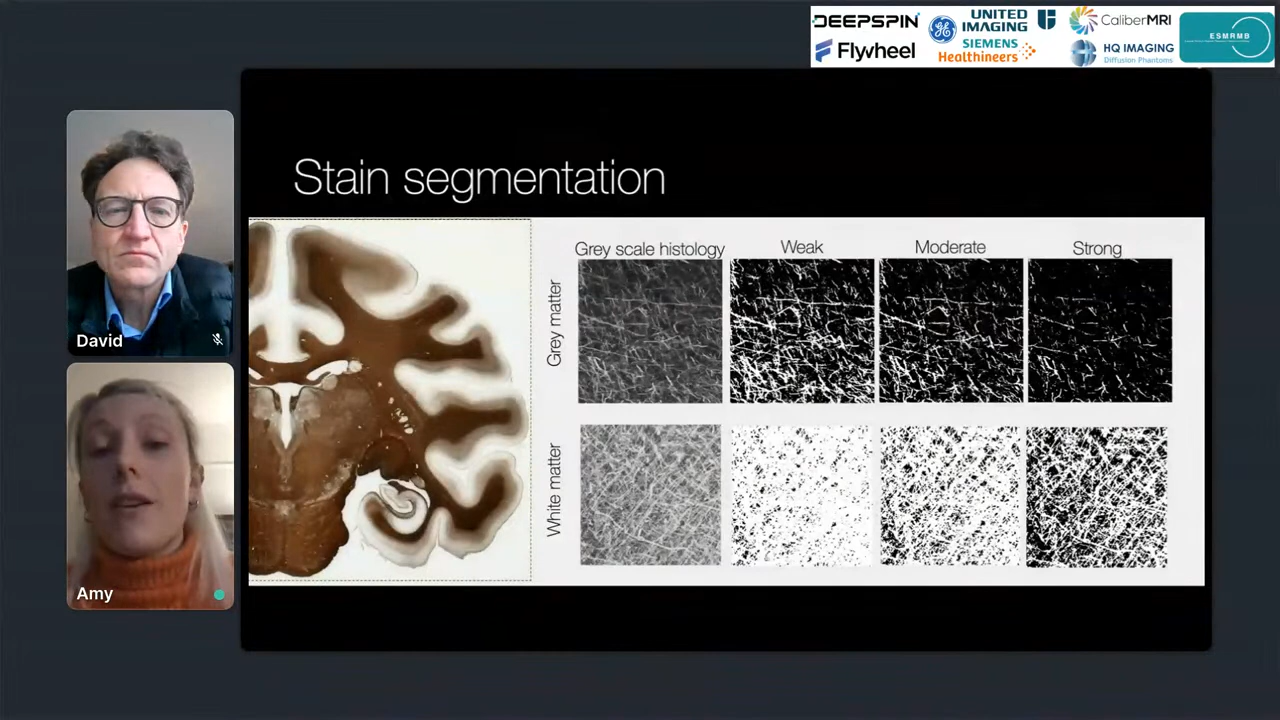 DEEPSPIN
UNITED
IMAGING
CaliberMRI
Flywheel
SIEMENS
Healthineers
HQ IMAGING
Diffusion Phantoms
ESMRMB
Stain segmentation
Grey scale histology
Weak
Moderate
Strong
Grey matter
White matter
David
Amy